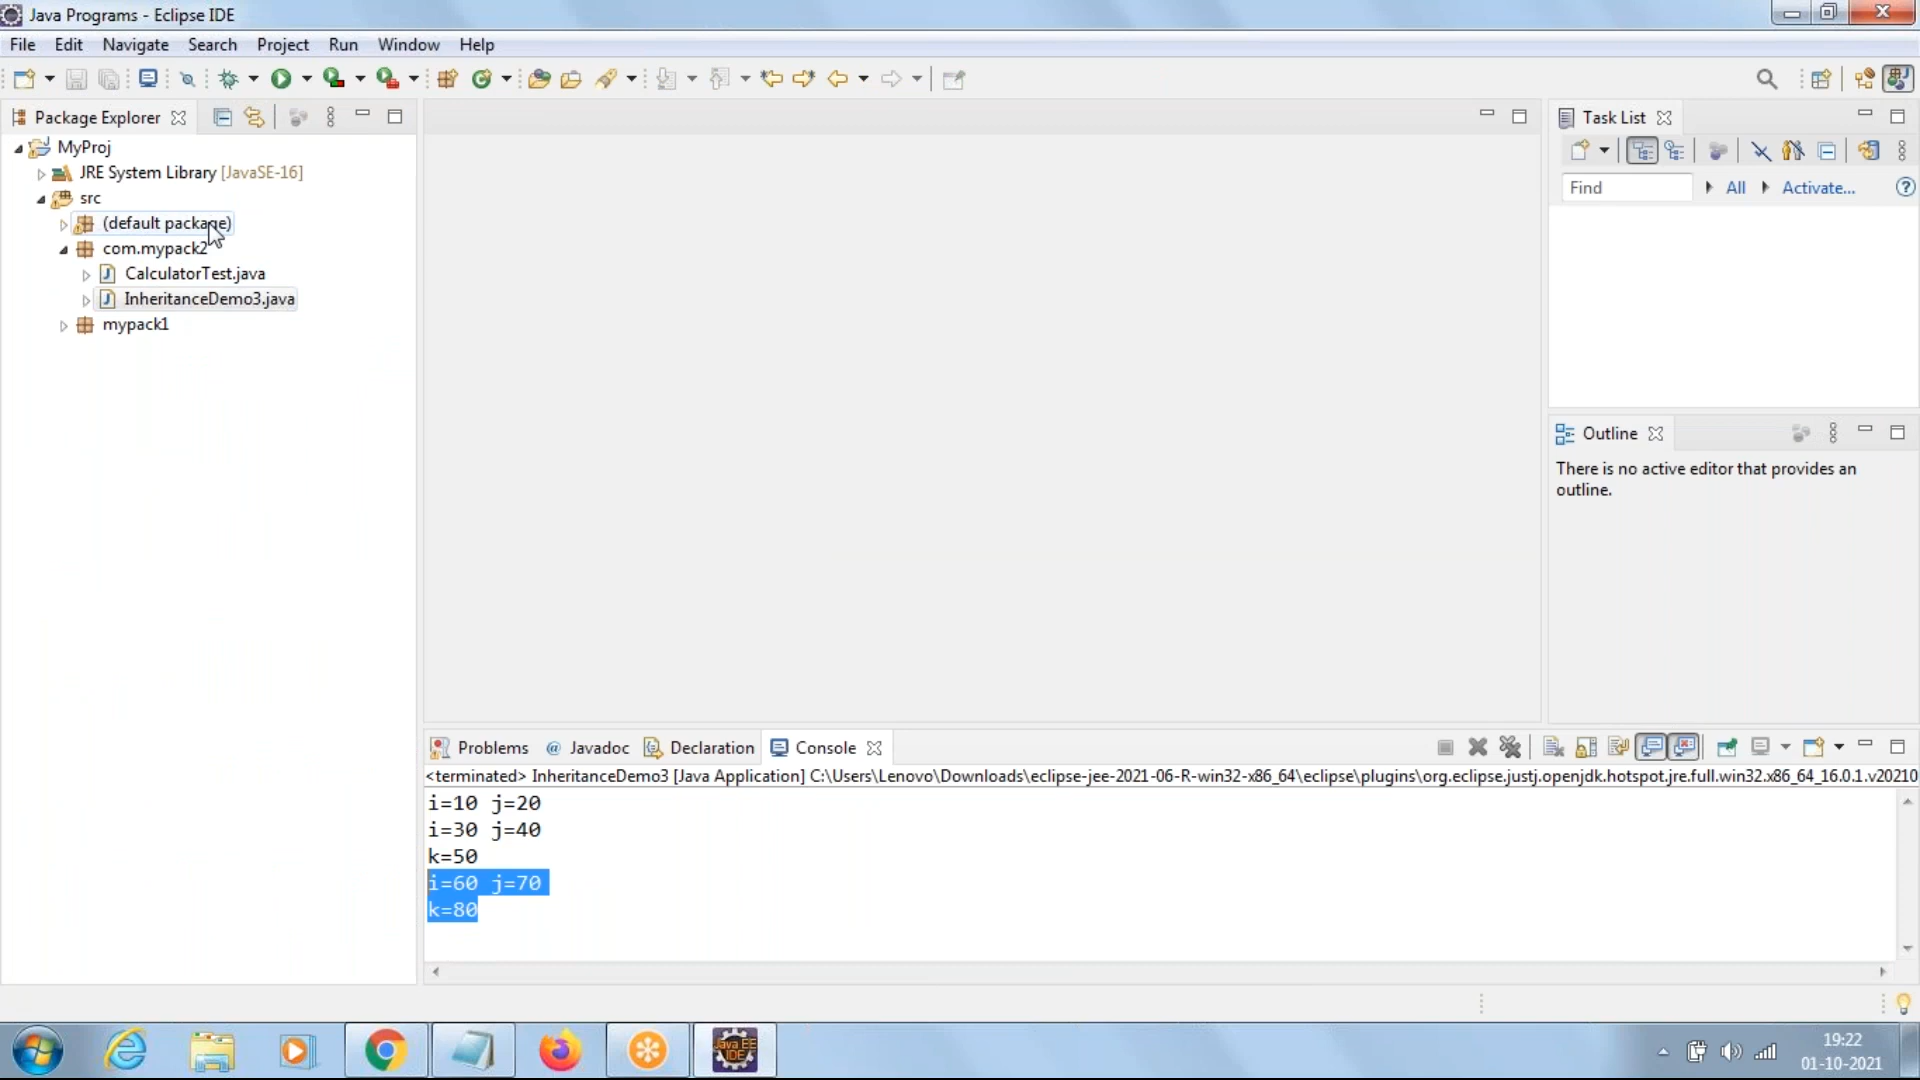 Java Programs - Eclipse IDE
File Edit Navigate Search Project Run Window Help
Package Explorer
MyProj
JRE System Library [JavaSE-16]
src
(default package)
com.mypack2
CalculatorTest.java
InheritanceDemo3.java
mypack1
Task List
Find All Activate...
Outline
There is no active editor that provides an
outline.
Problems @ Javadoc Declaration Console
<terminated> InheritanceDemo3 [Java Application] C:\Users\Lenovo\Downloads\eclipse-jee-2021-06-R-win32-x86_64\eclipse\plugins\org.eclipse.justj.openjdk.hotspot.jre.full.win32.x86_64_16.0.1.v20210
i=10 j=20
i=30 j=40
k=50
i=60 j=70
k=80
Java EE
IDE
19:22
01-10-2021